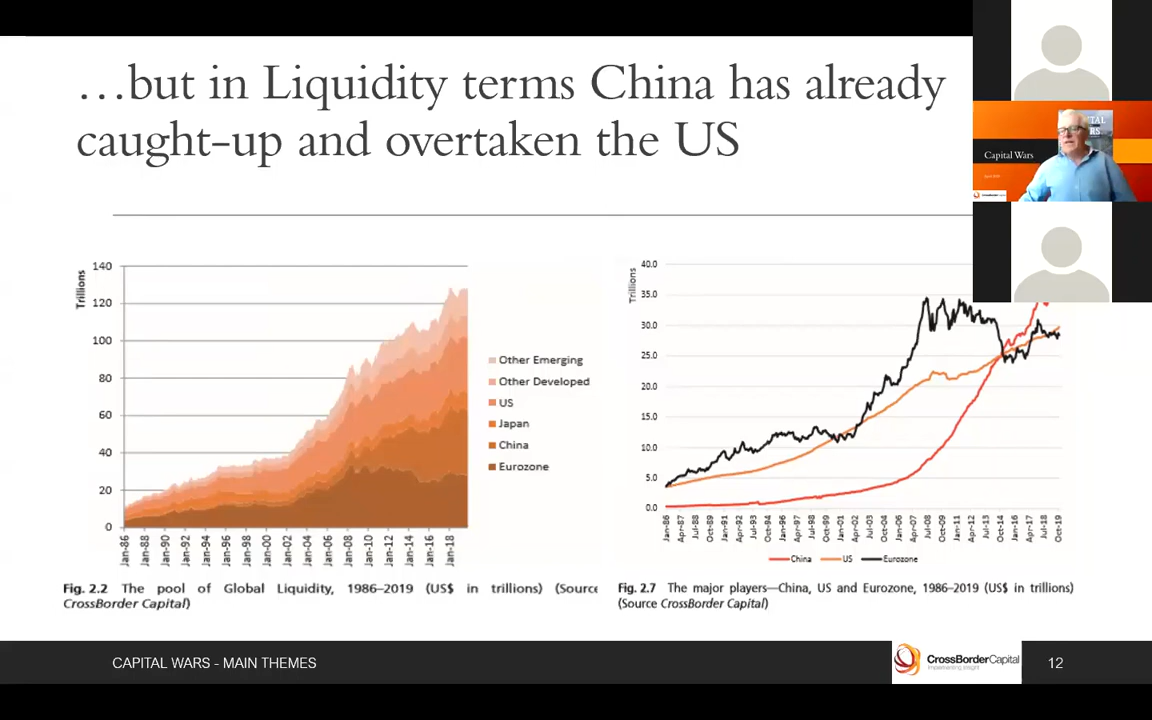 …but in Liquidity terms China has already
caught-up and overtaken the US
Capital Wars
Trillions
140
120
100
80
60
40
20
0
Jan-86
Jan-88
Jan-90
Jan-92
Jan-94
Jan-96
Jan-98
Jan-00
Jan-02
Jan-04
Jan-06
Jan-08
Jan-10
Jan-12
Jan-14
Jan-16
Jan-18
Other Emerging
Other Developed
US
Japan
China
Eurozone
Fig. 2.2 The pool of Global Liquidity, 1986–2019 (US$ in trillions) (Source
CrossBorder Capital)
Trillions
40.0
35.0
30.0
25.0
20.0
15.0
10.0
5.0
0.0
Jan-86
Apr-87
Jul-88
Oct-89
Jan-91
Apr-92
Jul-93
Oct-94
Jan-96
Apr-97
Jul-98
Oct-99
Jan-01
Apr-02
Jul-03
Oct-04
Jan-06
Apr-07
Jul-08
Oct-09
Jan-11
Apr-12
Jul-13
Oct-14
Jan-16
Apr-17
Jul-18
Oct-19
China
US
Eurozone
Fig. 2.7 The major players—China, US and Eurozone, 1986–2019 (US$ in trillions)
(Source CrossBorder Capital)
CAPITAL WARS - MAIN THEMES
CrossBorderCapital
12